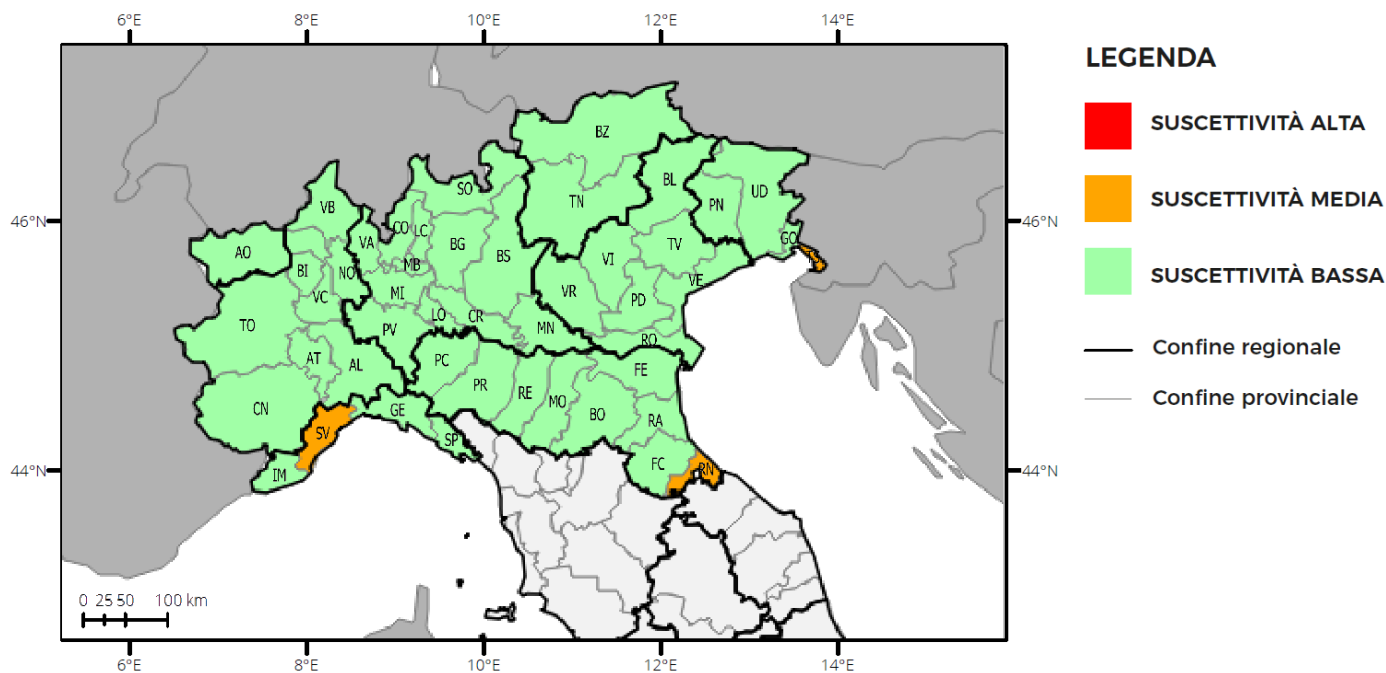 6°E 8°E 10°E 12°E 14°E
LEGENDA
SUSCETTIVITÀ ALTA
SUSCETTIVITÀ MEDIA
SUSCETTIVITÀ BASSA
Confine regionale
Confine provinciale
BZ
SO BL UD
VB TN PN
46°N 46°N
CO LC
VA BG TV GO
AO BS VI
BI NO MB
VC MI VR PD VE
TO LO CR MN
PV RO
AT AL PC FE
PR RE MO
CN GE BO RA
SV SP
FC RN
44°N 44°N
IM
0 25 50 100 km
6°E 8°E 10°E 12°E 14°E